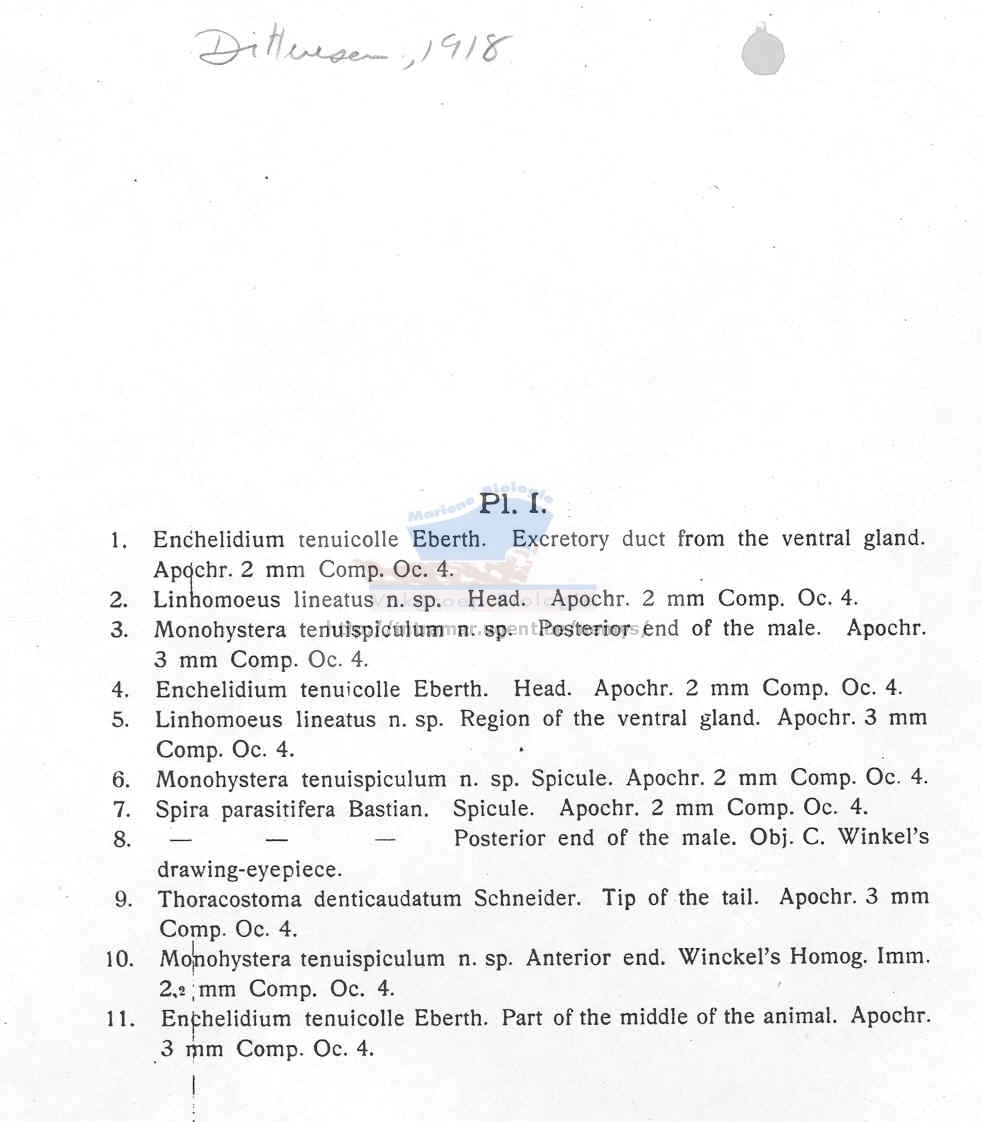 Ditlevsen, 1918
Mariene Biologie
Pl. I.
1. Enchelidium tenuicolle Eberth. Excretory duct from the ventral gland.
Apochr. 2 mm Comp. Oc. 4.
2. Linhomoeus lineatus n. sp. Head. Apochr. 2 mm Comp. Oc. 4.
3. Monohystera tenuispiculum n. sp. Posterior end of the male. Apochr.
3 mm Comp. Oc. 4.
4. Enchelidium tenuicolle Eberth. Head. Apochr. 2 mm Comp. Oc. 4.
5. Linhomoeus lineatus n. sp. Region of the ventral gland. Apochr. 3 mm
Comp. Oc. 4.
6. Monohystera tenuispiculum n. sp. Spicule. Apochr. 2 mm Comp. Oc. 4.
7. Spira parasitifera Bastian. Spicule. Apochr. 2 mm Comp. Oc. 4.
8. — — — Posterior end of the male. Obj. C. Winkel's
drawing-eyepiece.
9. Thoracostoma denticaudatum Schneider. Tip of the tail. Apochr. 3 mm
Comp. Oc. 4.
10. Monohystera tenuispiculum n. sp. Anterior end. Winckel's Homog. Imm.
2,2 mm Comp. Oc. 4.
11. Enchelidium tenuicolle Eberth. Part of the middle of the animal. Apochr.
3 mm Comp. Oc. 4.